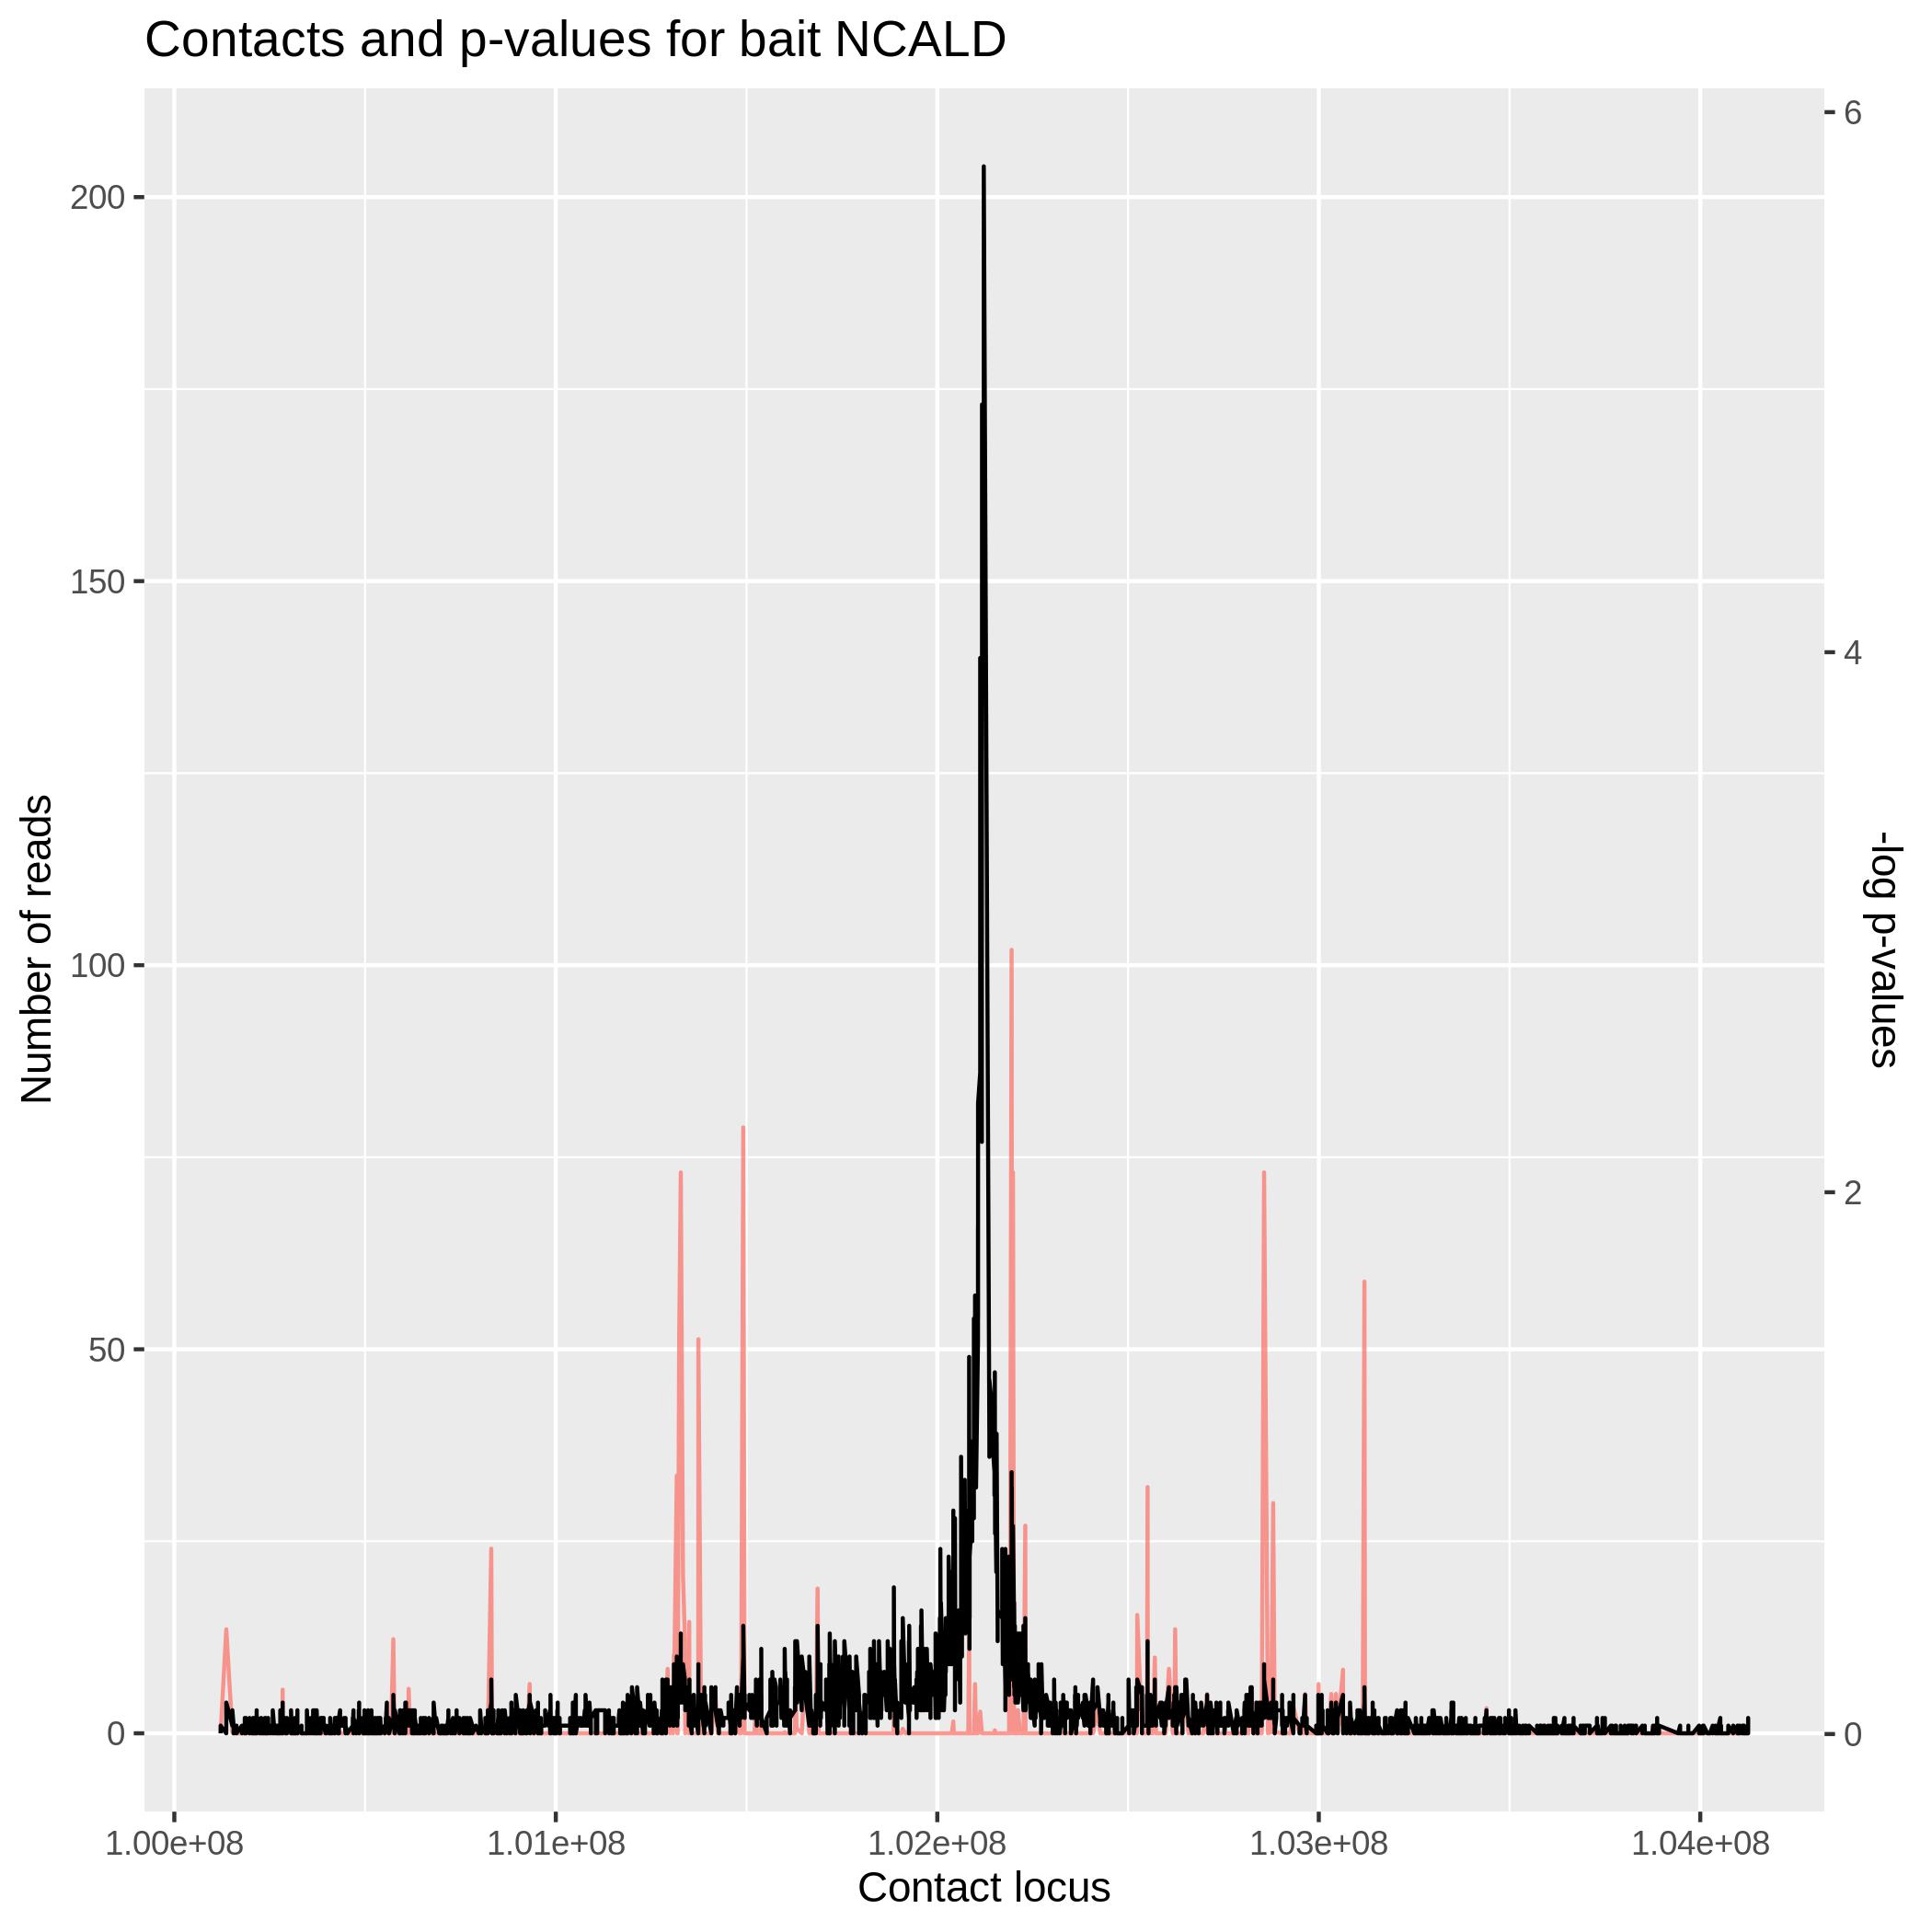 Contacts and p-values for bait NCALD
6
200
150
4
Number of reads
-log p-values
100
2
50
0
0
1.00e+08
1.01e+08
1.02e+08
1.03e+08
1.04e+08
Contact locus